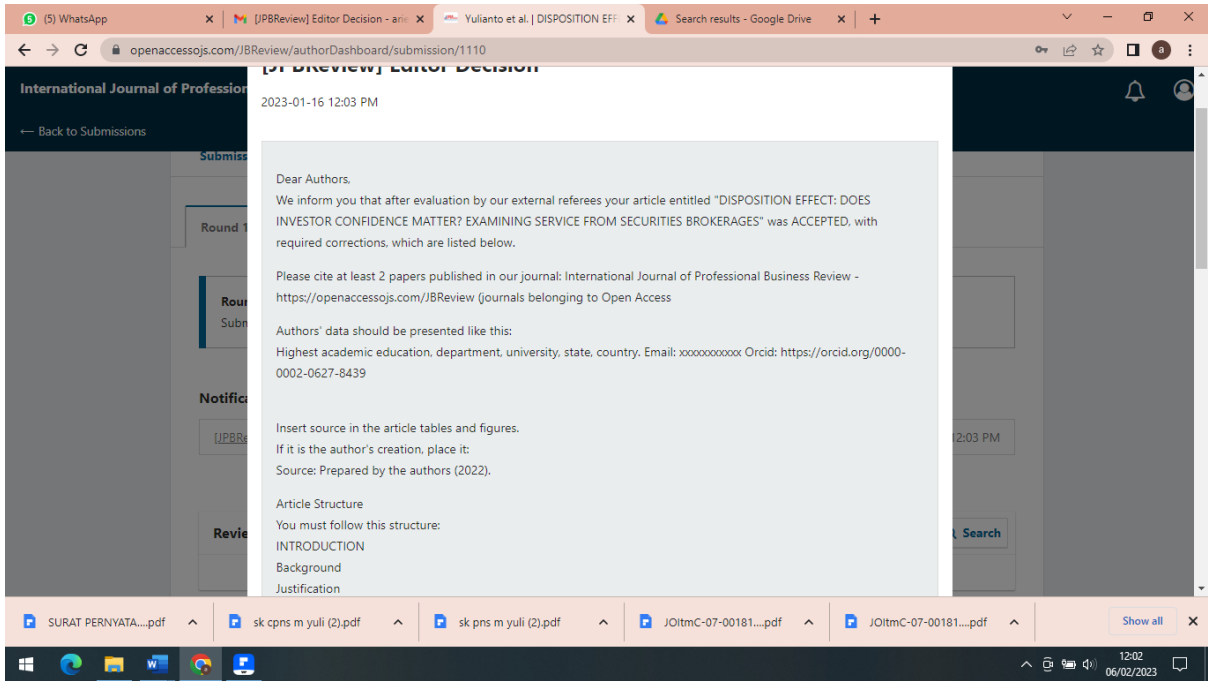 (5) WhatsApp
[JPBReview] Editor Decision - arie
Yulianto et al. | DISPOSITION EFF
Search results - Google Drive
openaccessojs.com/JBReview/authorDashboard/submission/1110
a
International Journal of Profession
← Back to Submissions
[JPBReview] Editor Decision
2023-01-16 12:03 PM
Submiss
Round 1
Roun
Subm
Notifica
[JPBRe
12:03 PM
Revie
Search
Dear Authors,
We inform you that after evaluation by our external referees your article entitled "DISPOSITION EFFECT: DOES
INVESTOR CONFIDENCE MATTER? EXAMINING SERVICE FROM SECURITIES BROKERAGES" was ACCEPTED, with
required corrections, which are listed below.
Please cite at least 2 papers published in our journal: International Journal of Professional Business Review -
https://openaccessojs.com/JBReview (journals belonging to Open Access
Authors' data should be presented like this:
Highest academic education, department, university, state, country. Email: xxxxxxxxxxx Orcid: https://orcid.org/0000-
0002-0627-8439
Insert source in the article tables and figures.
If it is the author's creation, place it:
Source: Prepared by the authors (2022).
Article Structure
You must follow this structure:
INTRODUCTION
Background
Justification
SURAT PERNYATA....pdf
sk cpns m yuli (2).pdf
sk pns m yuli (2).pdf
JOItmC-07-00181....pdf
JOItmC-07-00181....pdf
Show all
12:02
06/02/2023